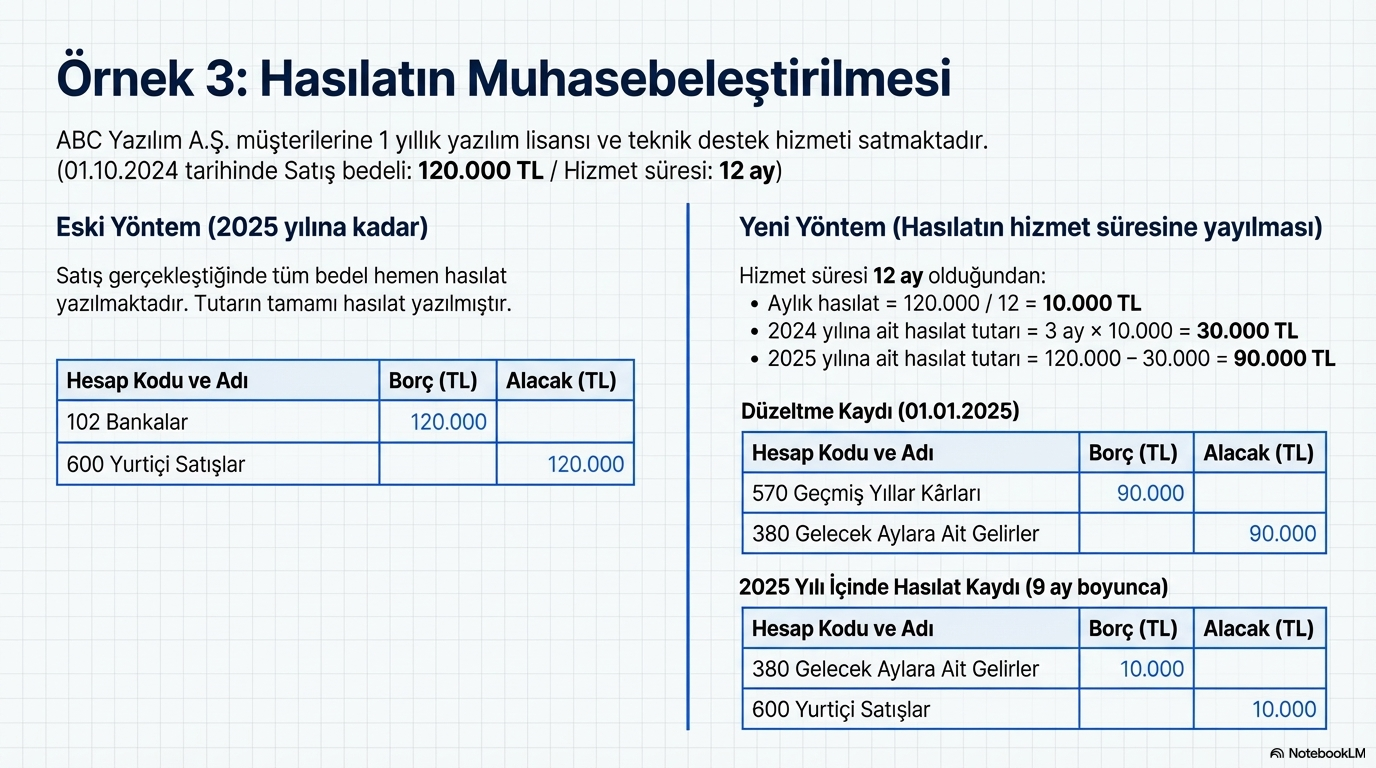 Örnek 3: Hasılatın Muhasebeleştirilmesi
ABC Yazılım A.Ş. müşterilerine 1 yıllık yazılım lisansı ve teknik destek hizmeti satmaktadır.
(01.10.2024 tarihinde Satış bedeli: 120.000 TL / Hizmet süresi: 12 ay)
Eski Yöntem (2025 yılına kadar)
Satış gerçekleştiğinde tüm bedel hemen hasılat
yazılmaktadır. Tutarın tamamı hasılat yazılmıştır.
Hesap Kodu ve Adı Borç (TL) Alacak (TL)
102 Bankalar 120.000
600 Yurtiçi Satışlar 120.000
Yeni Yöntem (Hasılatın hizmet süresine yayılması)
Hizmet süresi 12 ay olduğundan:
• Aylık hasılat = 120.000 / 12 = 10.000 TL
• 2024 yılına ait hasılat tutarı = 3 ay × 10.000 = 30.000 TL
• 2025 yılına ait hasılat tutarı = 120.000 – 30.000 = 90.000 TL
Düzeltme Kaydı (01.01.2025)
Hesap Kodu ve Adı Borç (TL) Alacak (TL)
570 Geçmiş Yıllar Kârları 90.000
380 Gelecek Aylara Ait Gelirler 90.000
2025 Yılı İçinde Hasılat Kaydı (9 ay boyunca)
Hesap Kodu ve Adı Borç (TL) Alacak (TL)
380 Gelecek Aylara Ait Gelirler 10.000
600 Yurtiçi Satışlar 10.000
NotebookLM